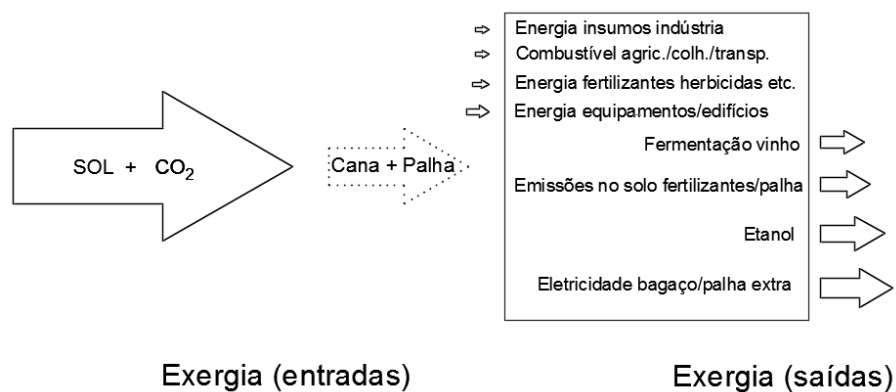 Energia insumos indústria
Combustível agric./colh./transp.
Energia fertilizantes herbicidas etc.
Energia equipamentos/edifícios
Fermentação vinho
SOL + CO2
Cana + Palha
Emissões no solo fertilizantes/palha
Etanol
Eletricidade bagaço/palha extra
Exergia (entradas)
Exergia (saídas)